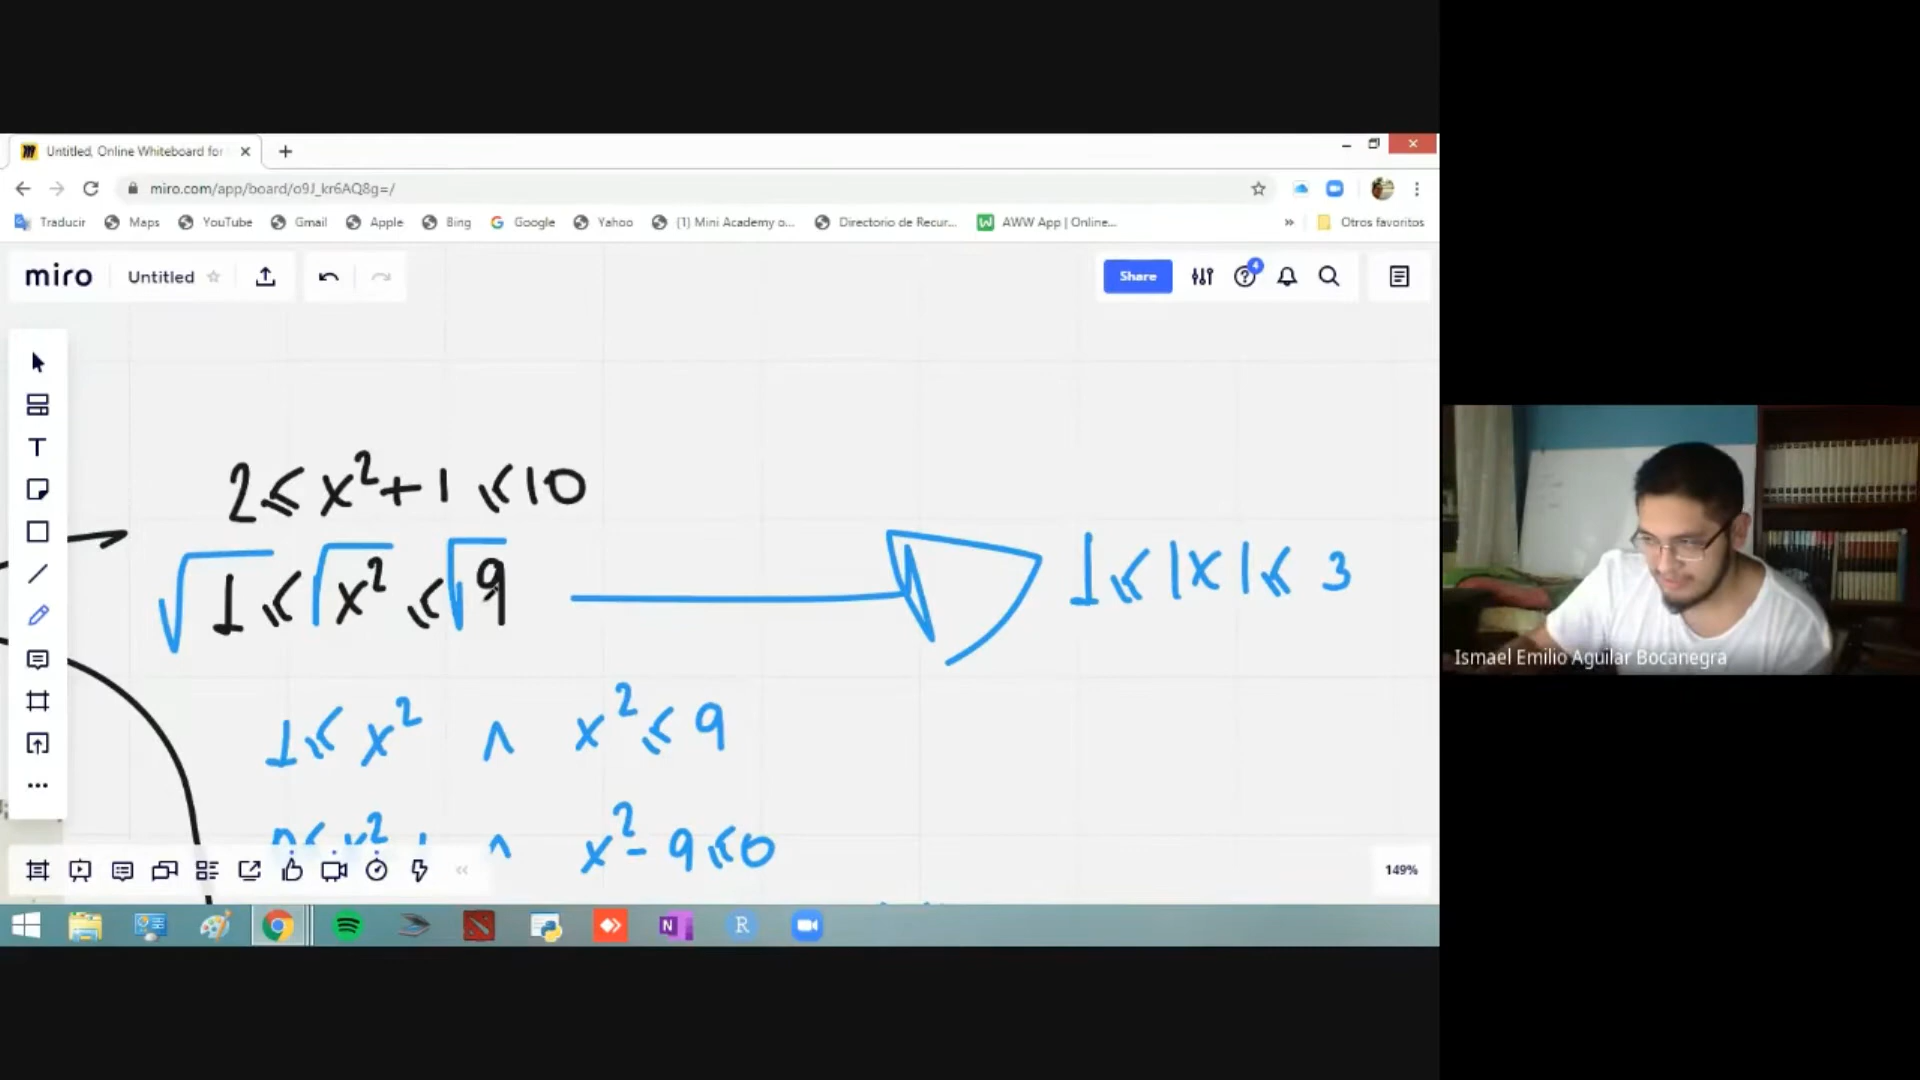 Untitled, Online Whiteboard for
miro.com/app/board/o9J_kr6AQ8g=/
Traducir Maps YouTube Gmail Apple Bing Google Yahoo (1) Mini Academy o... Directorio de Recur... AWW App | Online... » Otros favoritos
miro Untitled Share 4
2 ≤ x² + 1 ≤ 10
√1 ≤ √x² ≤ √9 1 ≤ |x| ≤ 3
Ismael Emilio Aguilar Bocanegra
1 ≤ x² ∧ x² ≤ 9
∧ x² - 9 ≤ 0
149%